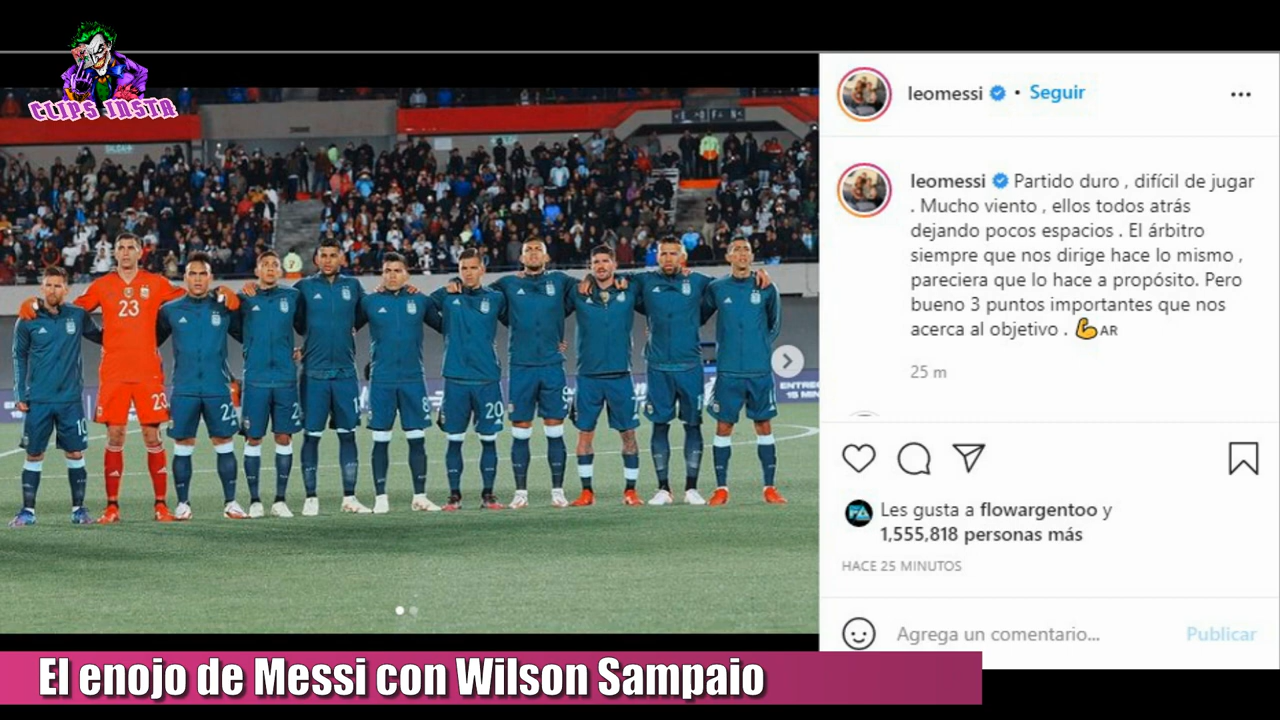 CLIPS INSTA
leomessi • Seguir
leomessi Partido duro , difícil de jugar
. Mucho viento , ellos todos atrás
dejando pocos espacios . El árbitro
siempre que nos dirige hace lo mismo ,
pareciera que lo hace a propósito. Pero
bueno 3 puntos importantes que nos
acerca al objetivo . 💪AR
25 m
23
23
10
20
Les gusta a flowargentoo y
1,555,818 personas más
HACE 25 MINUTOS
Agrega un comentario... Publicar
El enojo de Messi con Wilson Sampaio